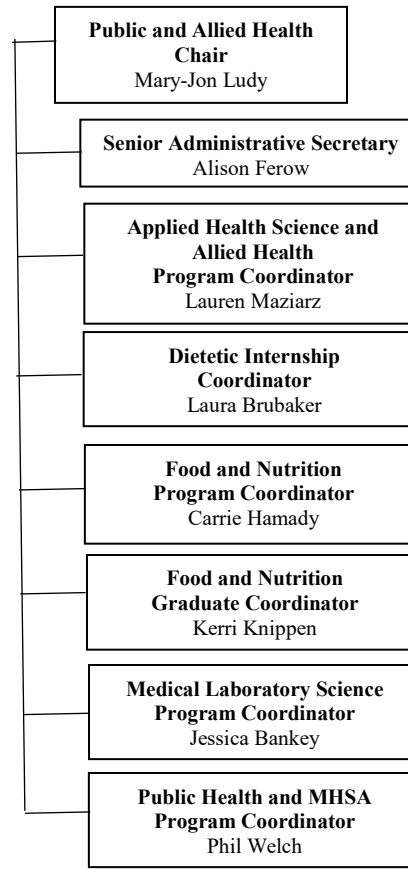 Public and Allied Health
Chair
Mary-Jon Ludy
Senior Administrative Secretary
Alison Ferow
Applied Health Science and
Allied Health
Program Coordinator
Lauren Maziarz
Dietetic Internship
Coordinator
Laura Brubaker
Food and Nutrition
Program Coordinator
Carrie Hamady
Food and Nutrition
Graduate Coordinator
Kerri Knippen
Medical Laboratory Science
Program Coordinator
Jessica Bankey
Public Health and MHSA
Program Coordinator
Phil Welch